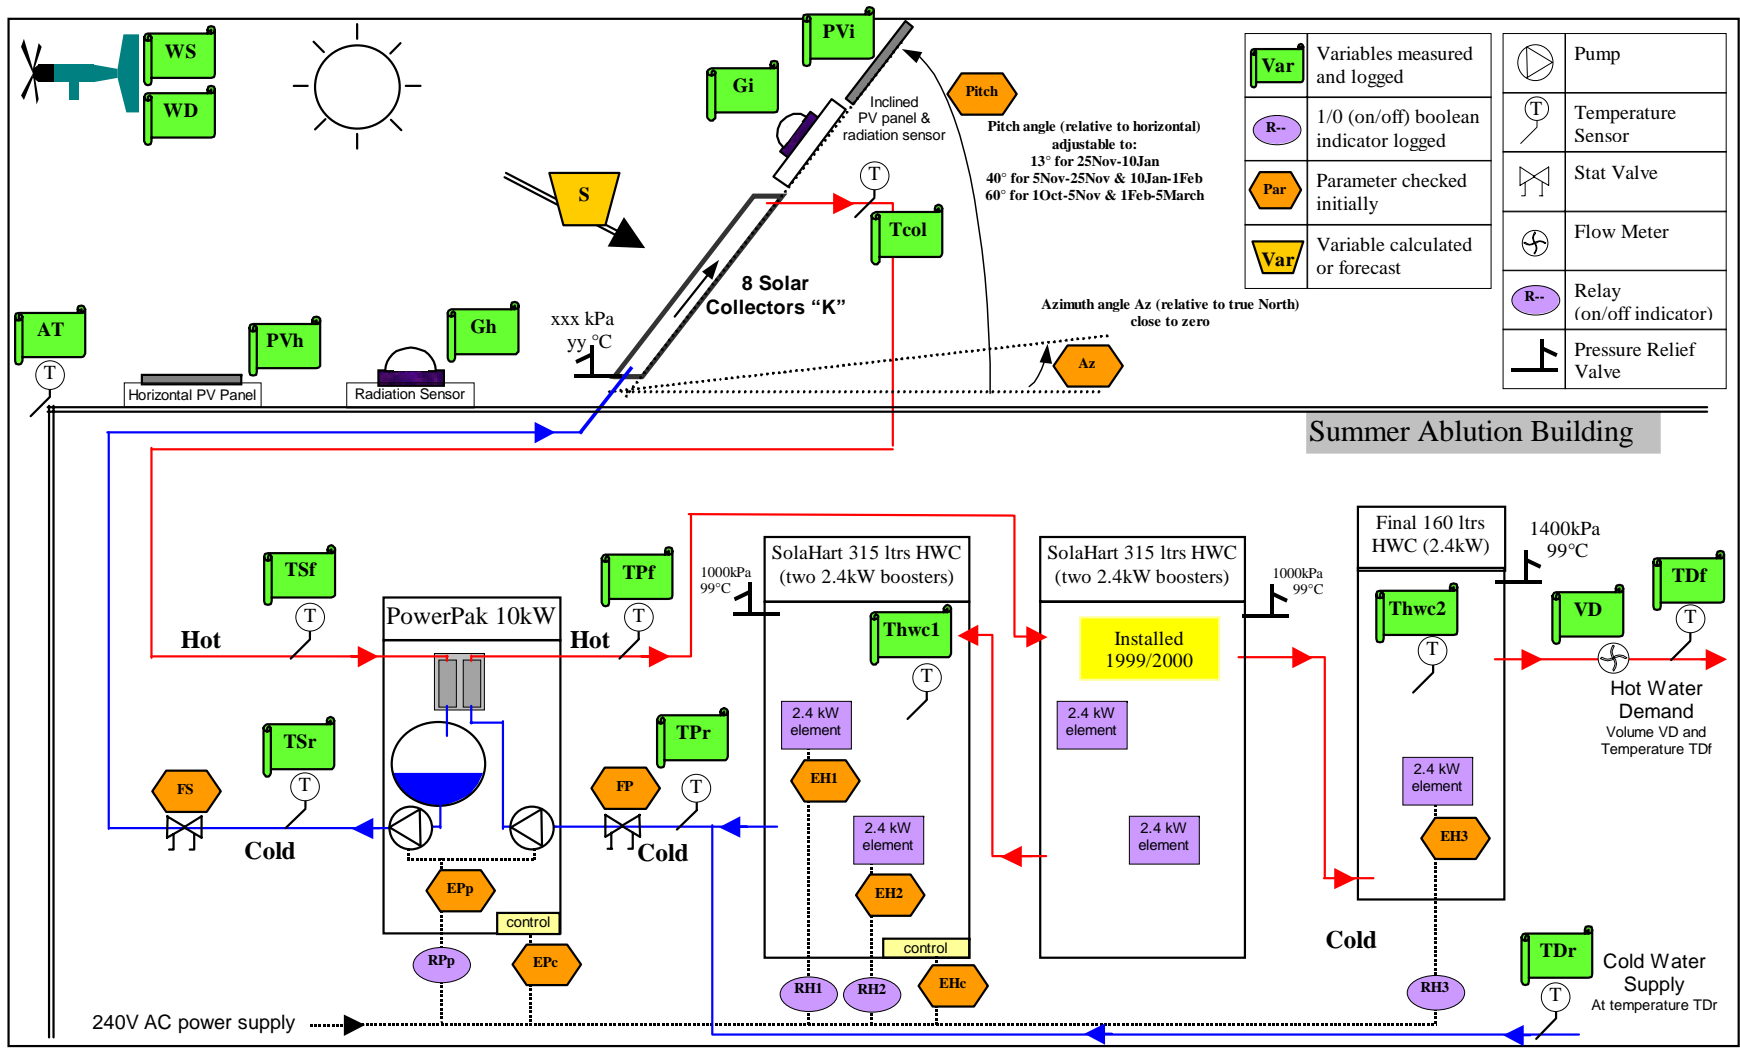 WS
WD
PVi
Gi
Inclined
PV panel &
radiation sensor
Pitch
Pitch angle (relative to horizontal)
adjustable to:
13° for 25Nov-10Jan
40° for 5Nov-25Nov & 10Jan-1Feb
60° for 1Oct-5Nov & 1Feb-5March
Var
Variables measured
and logged
R--
1/0 (on/off) boolean
indicator logged
Par
Parameter checked
initially
Var
Variable calculated
or forecast
Pump
T
Temperature
Sensor
Stat Valve
Flow Meter
R--
Relay
(on/off indicator)
Pressure Relief
Valve
S
T
Tcol
8 Solar
Collectors “K”
Azimuth angle Az (relative to true North)
close to zero
Az
AT
T
PVh
Horizontal PV Panel
Gh
Radiation Sensor
xxx kPa
yy °C
Summer Ablution Building
TSf
T
Hot
PowerPak 10kW
TPf
T
Hot
1000kPa
99°C
SolaHart 315 ltrs HWC
(two 2.4kW boosters)
Thwc1
T
SolaHart 315 ltrs HWC
(two 2.4kW boosters)
Installed
1999/2000
1000kPa
99°C
Final 160 ltrs
HWC (2.4kW)
Thwc2
T
1400kPa
99°C
VD
TDf
T
Hot Water
Demand
Volume VD and
Temperature TDf
TSr
T
FS
Cold
TPr
T
FP
Cold
2.4 kW
element
EH1
2.4 kW
element
EH2
2.4 kW
element
2.4 kW
element
2.4 kW
element
EH3
EPp
control
RPp
EPc
control
RH1
RH2
EHc
RH3
Cold
TDr
T
Cold Water
Supply
At temperature TDr
240V AC power supply